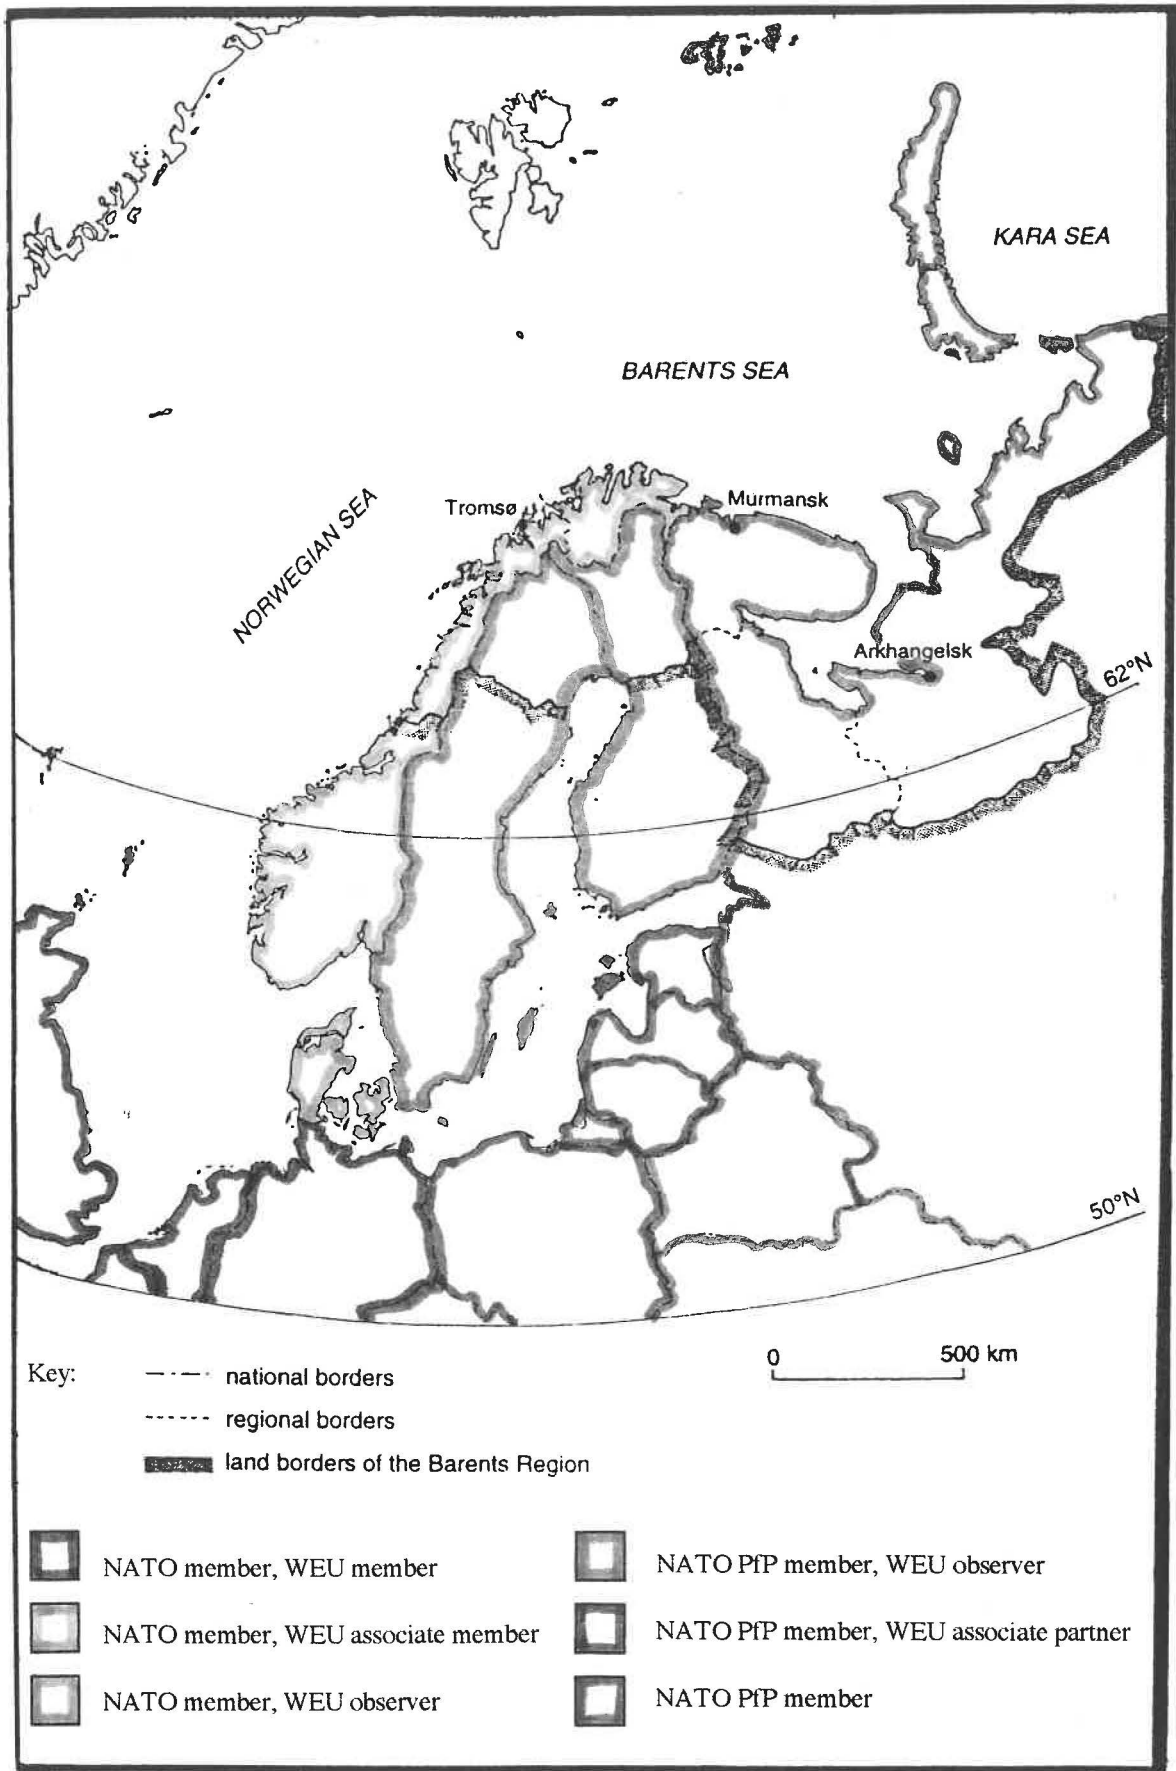 KARA SEA
BARENTS SEA
NORWEGIAN SEA
Tromsø
Murmansk
Arkhangelsk
62°N
50°N
0 500 km
Key:
national borders
regional borders
land borders of the Barents Region
NATO member, WEU member
NATO member, WEU associate member
NATO member, WEU observer
NATO PfP member, WEU observer
NATO PfP member, WEU associate partner
NATO PfP member